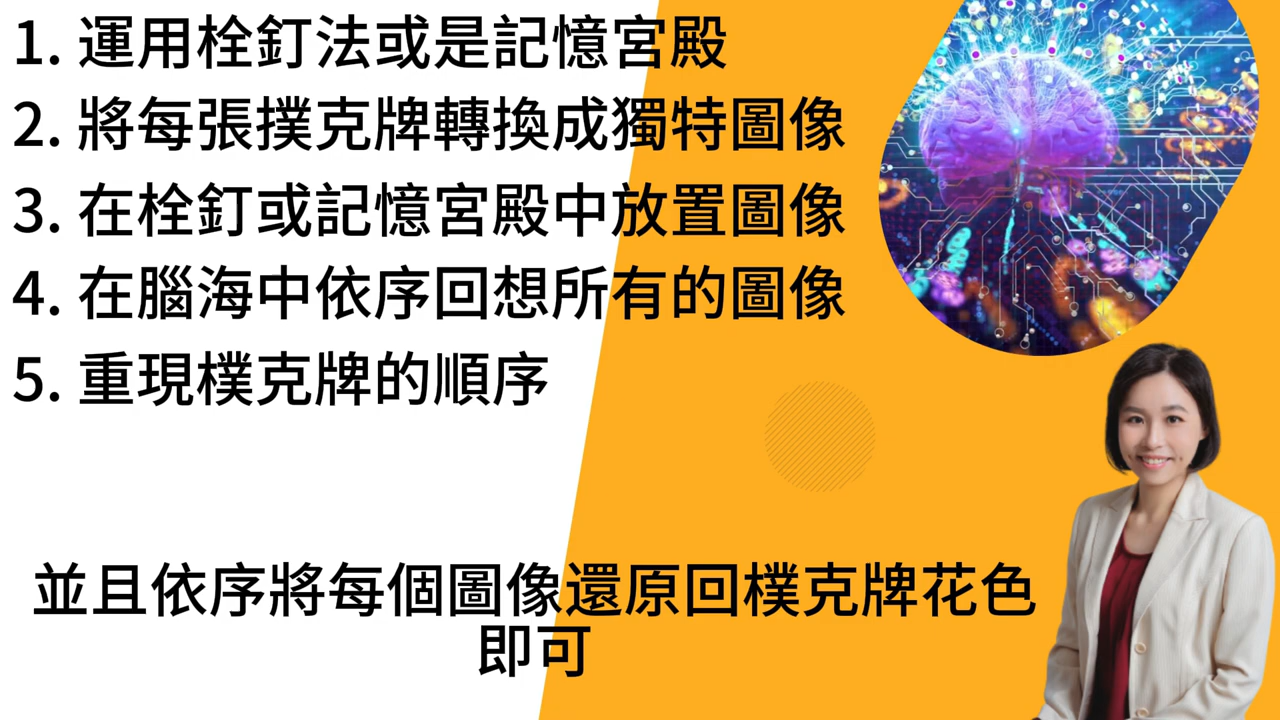 1. 運用栓釘法或是記憶宮殿
2. 將每張撲克牌轉換成獨特圖像
3. 在栓釘或記憶宮殿中放置圖像
4. 在腦海中依序回想所有的圖像
5. 重現樸克牌的順序
並且依序將每個圖像還原回樸克牌花色
即可